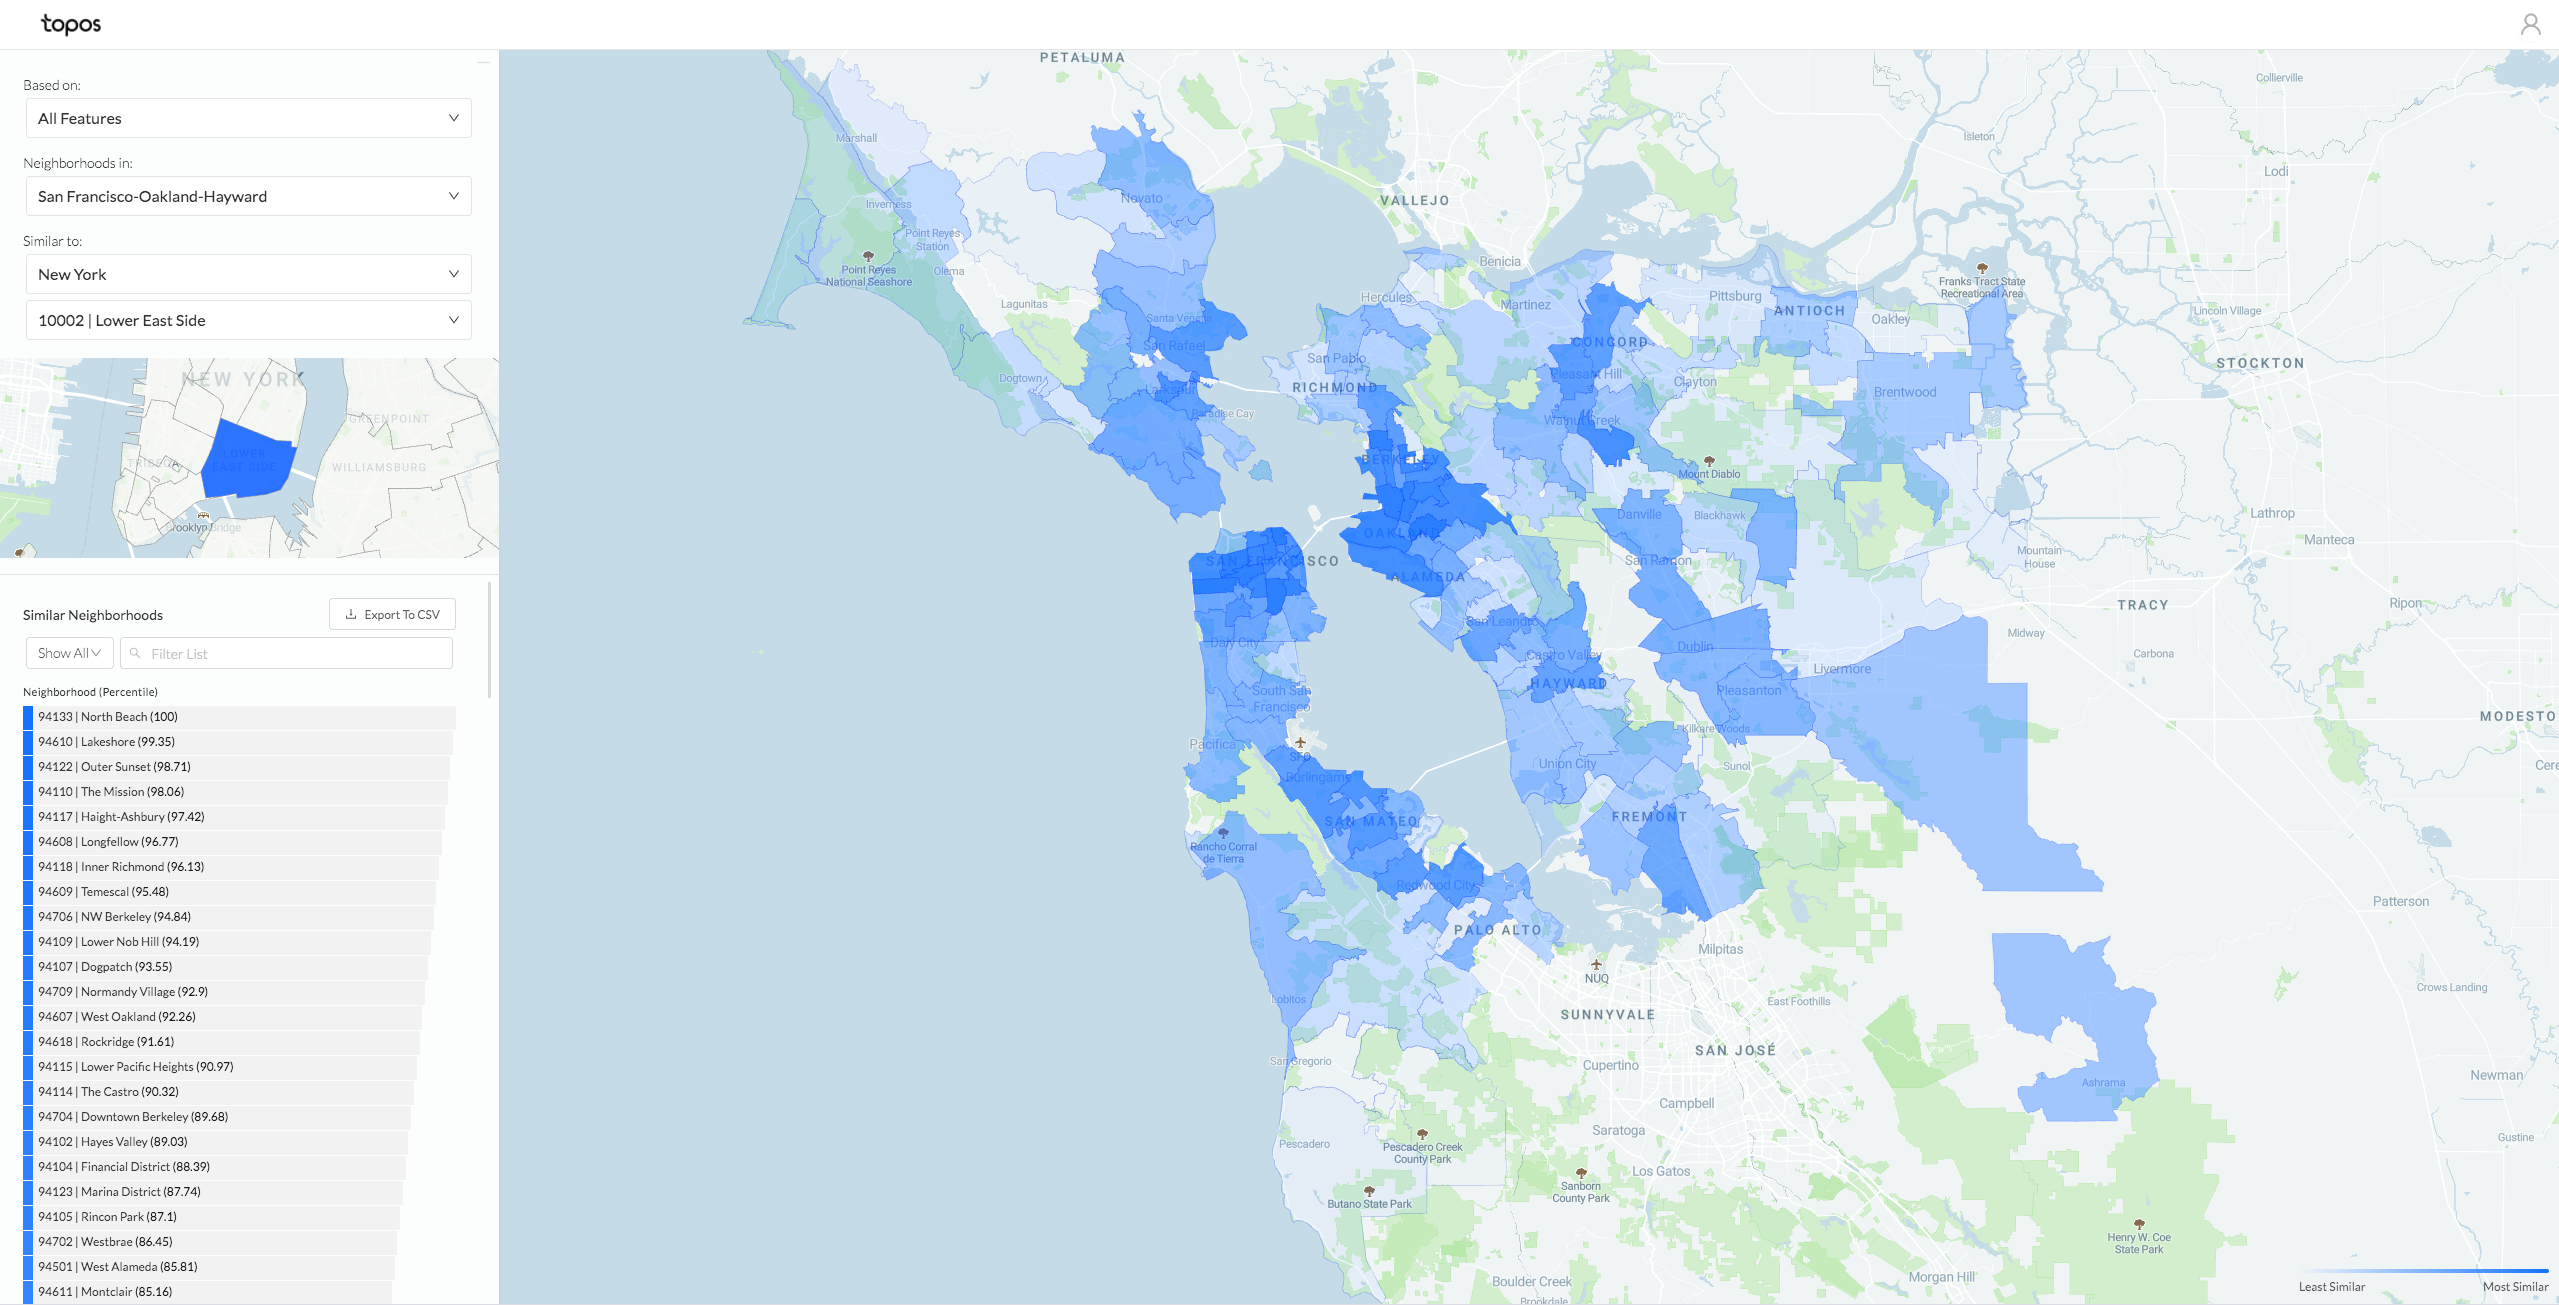 topos
Based on:
All Features
Neighborhoods in:
San Francisco-Oakland-Hayward
Similar to:
New York
10002 | Lower East Side
NEW YORK
GREENPOINT
LOWER
EAST SIDE
TRIBECA
WILLIAMSBURG
Brooklyn Bridge
Similar Neighborhoods
Export To CSV
Show All
Filter List
Neighborhood (Percentile)
94133 | North Beach (100)
94610 | Lakeshore (99.35)
94122 | Outer Sunset (98.71)
94110 | The Mission (98.06)
94117 | Haight-Ashbury (97.42)
94608 | Longfellow (96.77)
94118 | Inner Richmond (96.13)
94609 | Temescal (95.48)
94706 | NW Berkeley (94.84)
94109 | Lower Nob Hill (94.19)
94107 | Dogpatch (93.55)
94709 | Normandy Village (92.9)
94607 | West Oakland (92.26)
94618 | Rockridge (91.61)
94115 | Lower Pacific Heights (90.97)
94114 | The Castro (90.32)
94704 | Downtown Berkeley (89.68)
94102 | Hayes Valley (89.03)
94104 | Financial District (88.39)
94123 | Marina District (87.74)
94105 | Rincon Park (87.1)
94702 | Westbrae (86.45)
94501 | West Alameda (85.81)
94611 | Montclair (85.16)
PETALUMA
Collierville
Marshall
Isleton
Lodi
Inverness
Novato
VALLEJO
Point Reyes
Station
Point Reyes
National Seashore
Olema
Benicia
Franks Tract State
Recreational Area
Lagunitas
Hercules
Martinez
Pittsburg
ANTIOCH
Oakley
Lincoln Village
Santa Venetia
San Rafael
San Pablo
CONCORD
Pleasant Hill
STOCKTON
Dogtown
Larkspur
RICHMOND
Clayton
Brentwood
Paradise Cay
Walnut Creek
BERKELEY
Mount Diablo
Danville
Blackhawk
Lathrop
OAKLAND
Manteca
SAN FRANCISCO
San Ramon
Mountain
House
ALAMEDA
TRACY
Ripon
San Leandro
Midway
Daly City
Castro Valley
Dublin
Carbona
Livermore
HAYWARD
Pleasanton
South San
Francisco
MODESTO
Kilkare Woods
Pacifica
SFO
Union City
Sunol
Cere
Burlingame
SAN MATEO
FREMONT
Rancho Corral
de Tierra
Redwood City
Patterson
PALO ALTO
Milpitas
NUQ
Lobitos
East Foothills
Crows Landing
SUNNYVALE
SAN JOSÉ
San Gregorio
Cupertino
Newman
Ashrama
Campbell
Saratoga
Pescadero
Pescadero Creek
County Park
Gustine
Los Gatos
Sanborn
County Park
Butano State Park
Henry W. Coe
State Park
Morgan Hill
Boulder Creek
Brookdale
Least Similar
Most Similar